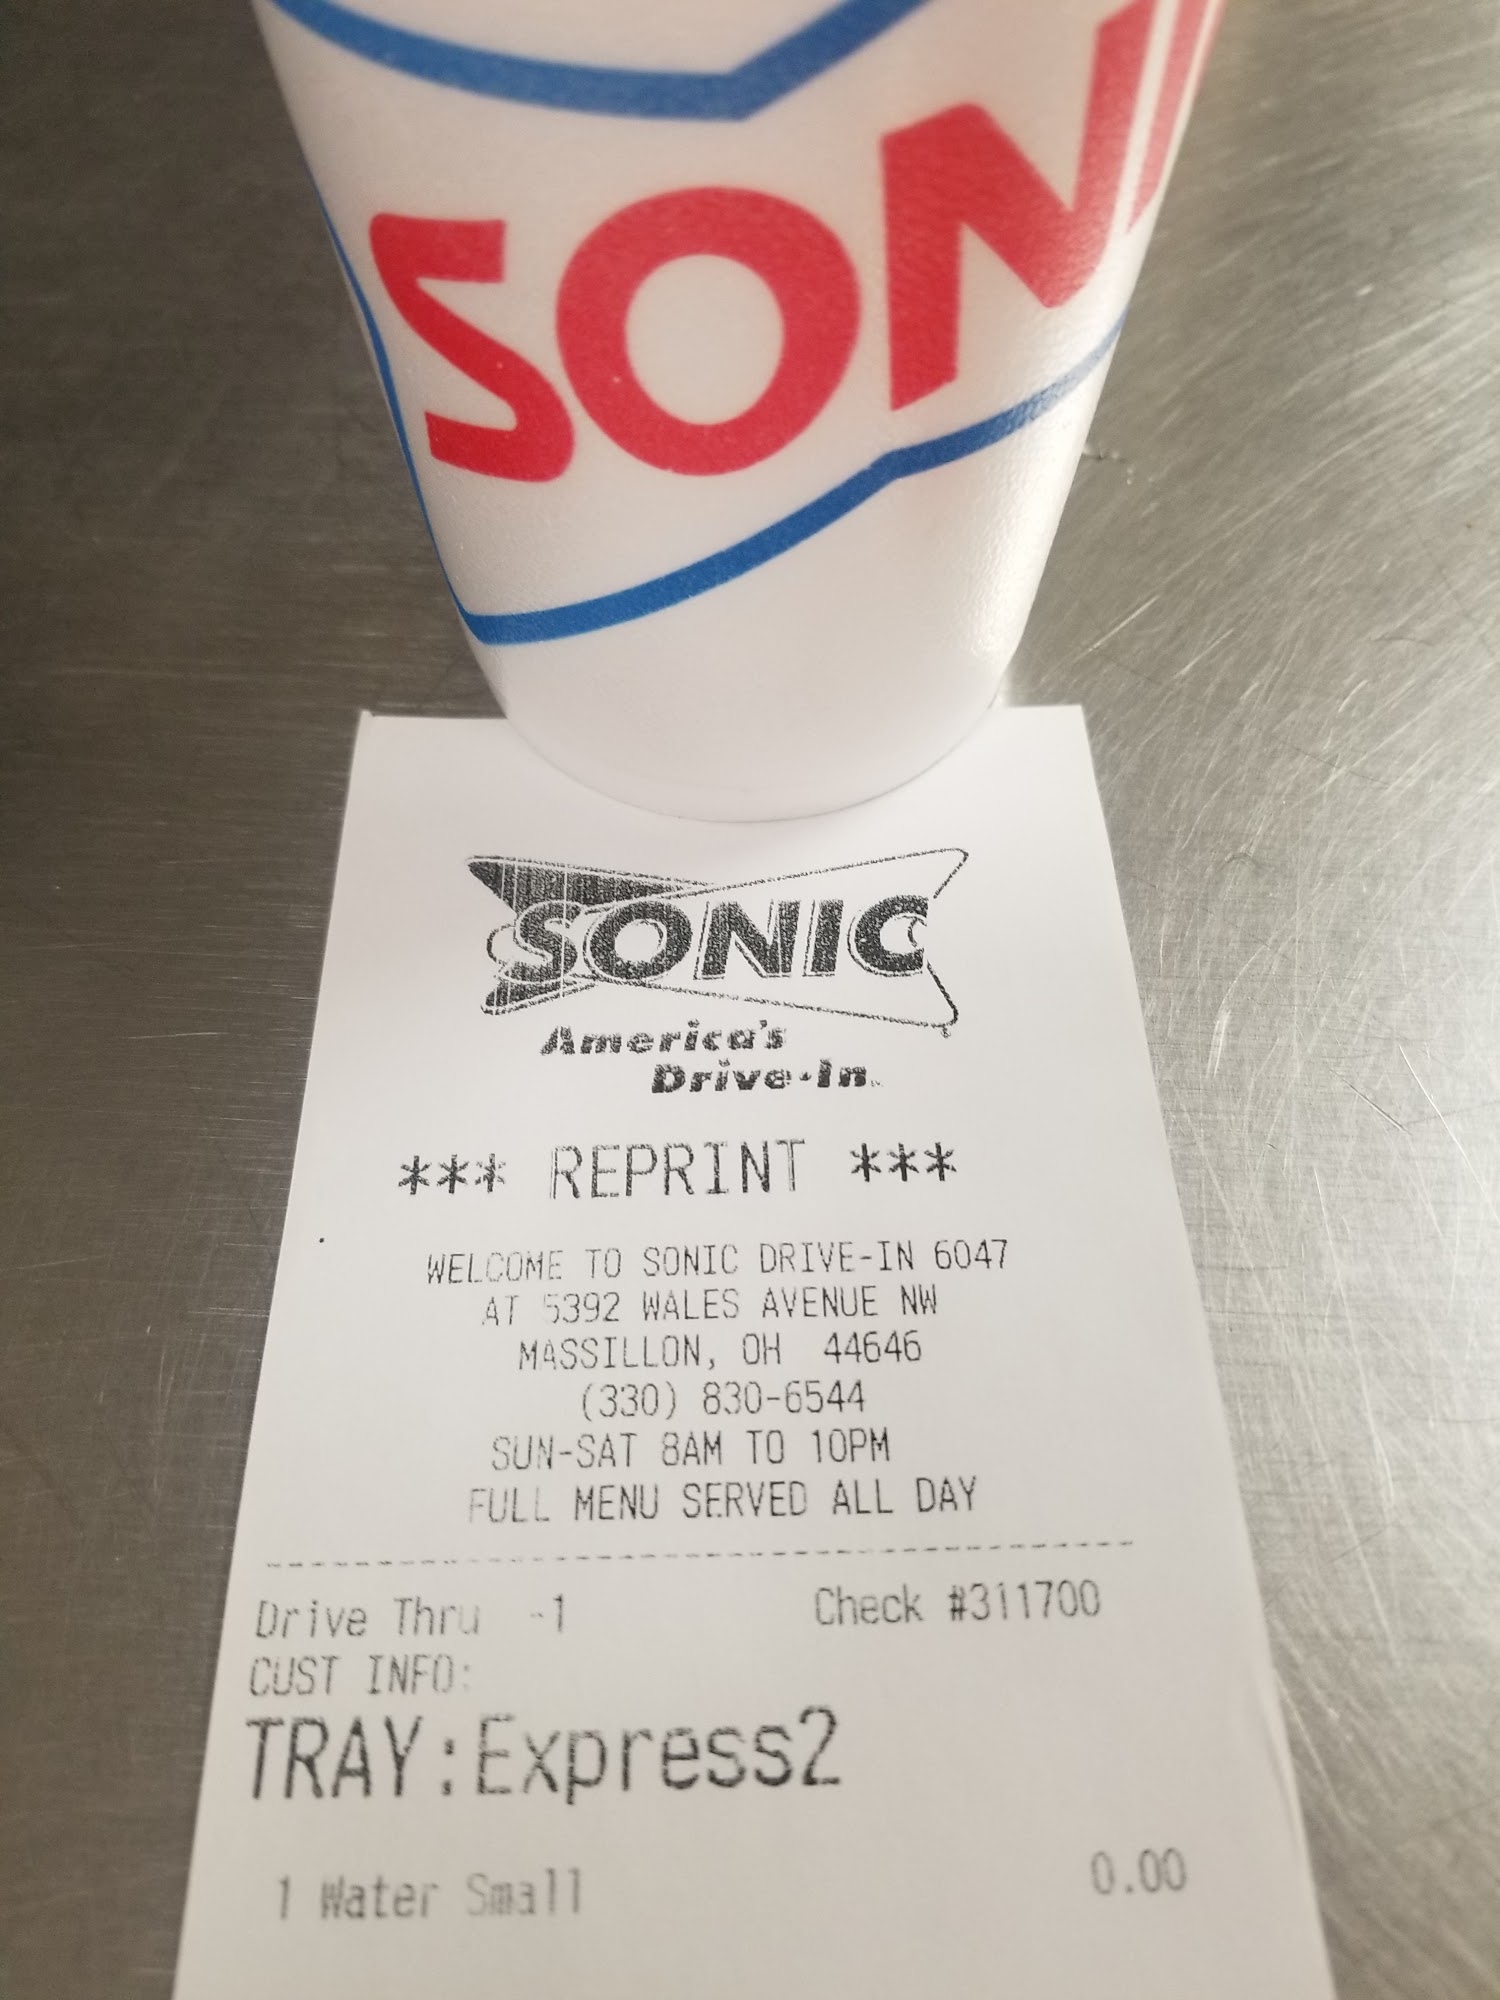 SONI
SONIC
America's
Drive-In
*** REPRINT ***
WELCOME TO SONIC DRIVE-IN 6047
AT 5392 WALES AVENUE NW
MASSILLON, OH 44646
(330) 830-6544
SUN-SAT 8AM TO 10PM
FULL MENU SERVED ALL DAY
Drive Thru -1 Check #311700
CUST INFO:
TRAY:Express2
1 Water Small 0.00